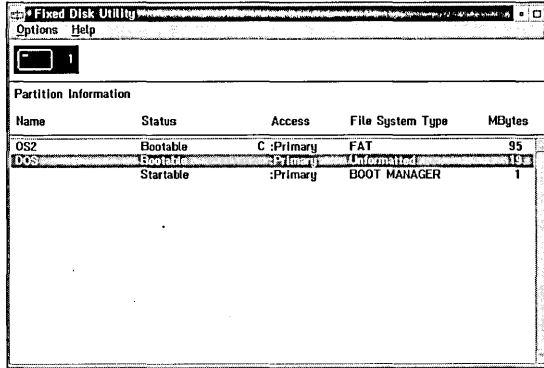 Fixed Disk Utility
Options Help
1
Partition Information
Name Status Access File System Type MBytes
OS2 Bootable C :Primary FAT 95
DOS Bootable :Primary Unformatted 19
Startable :Primary BOOT MANAGER 1